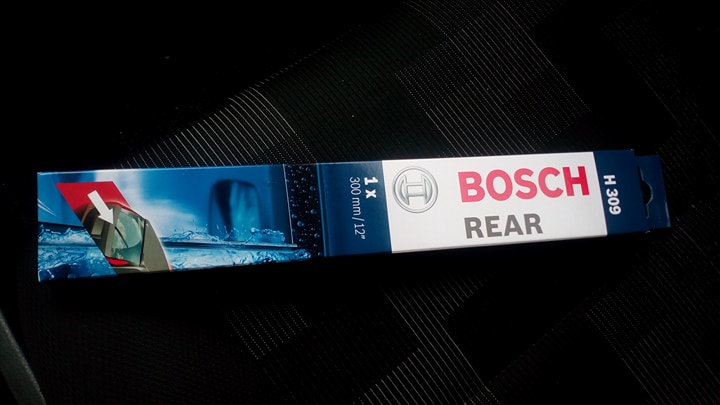 1 x
300 mm / 12"
BOSCH
REAR
H 309